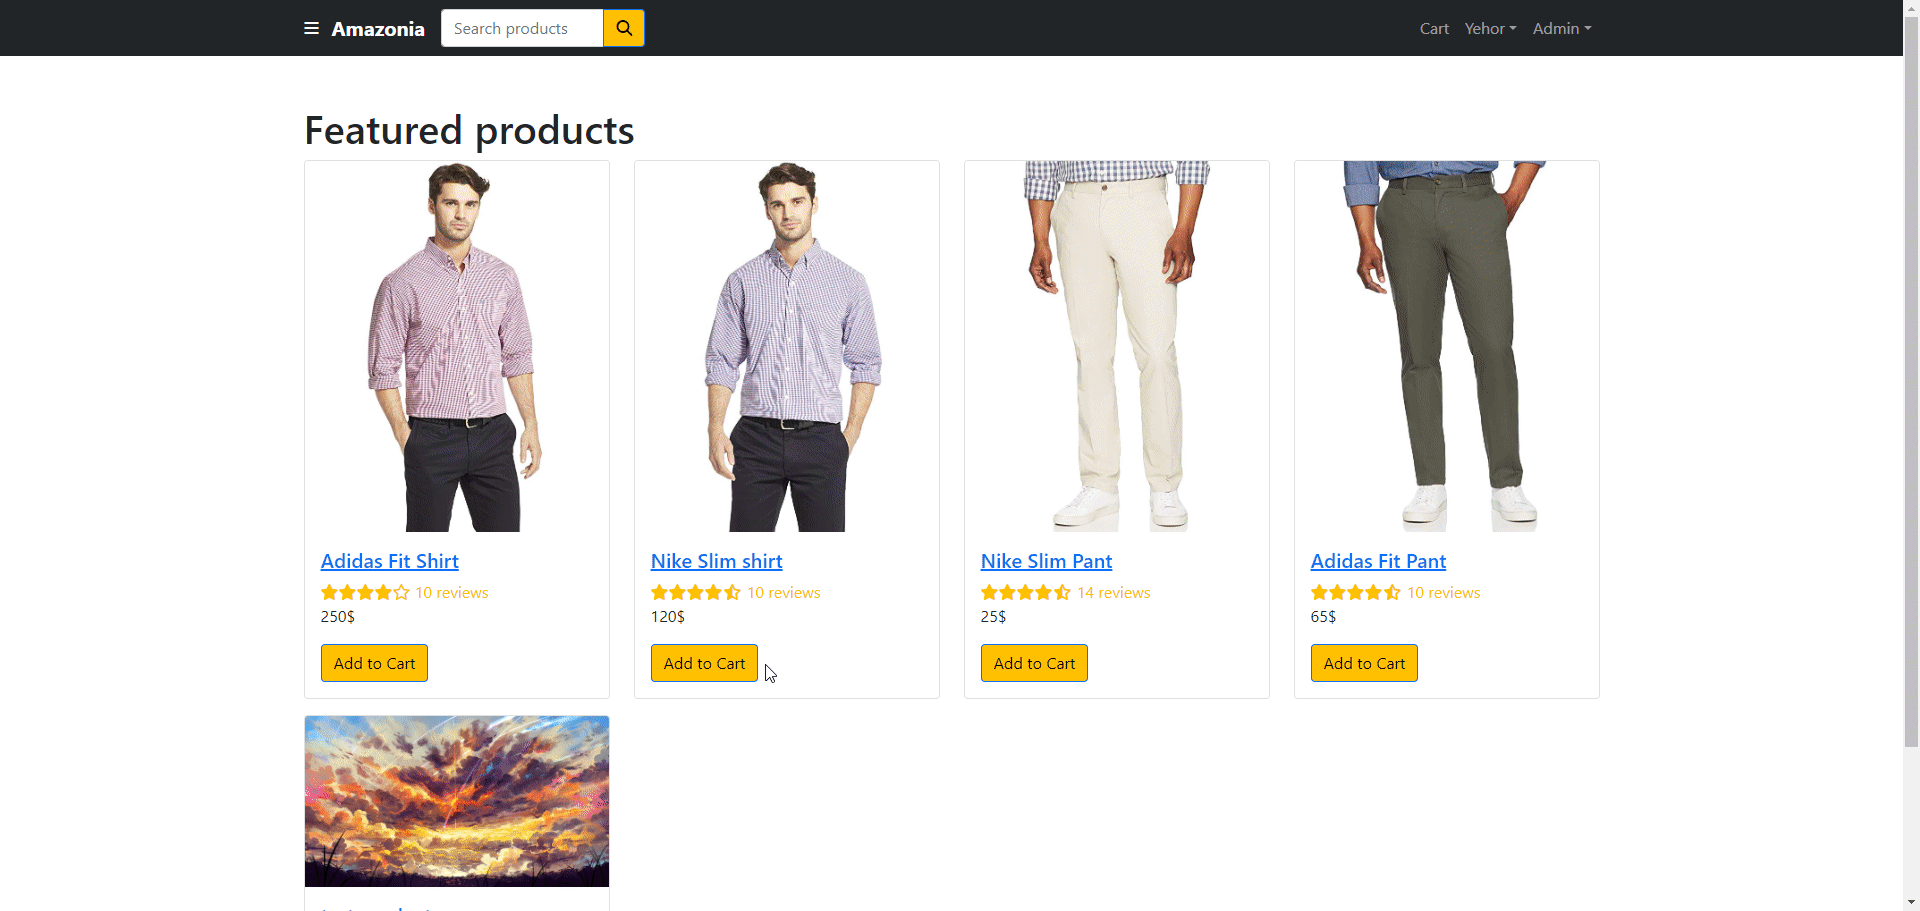 Amazonia
Search products
Cart
Yehor
Admin
Featured products
Adidas Fit Shirt
10 reviews
250$
Add to Cart
Nike Slim shirt
10 reviews
120$
Add to Cart
Nike Slim Pant
14 reviews
25$
Add to Cart
Adidas Fit Pant
10 reviews
65$
Add to Cart